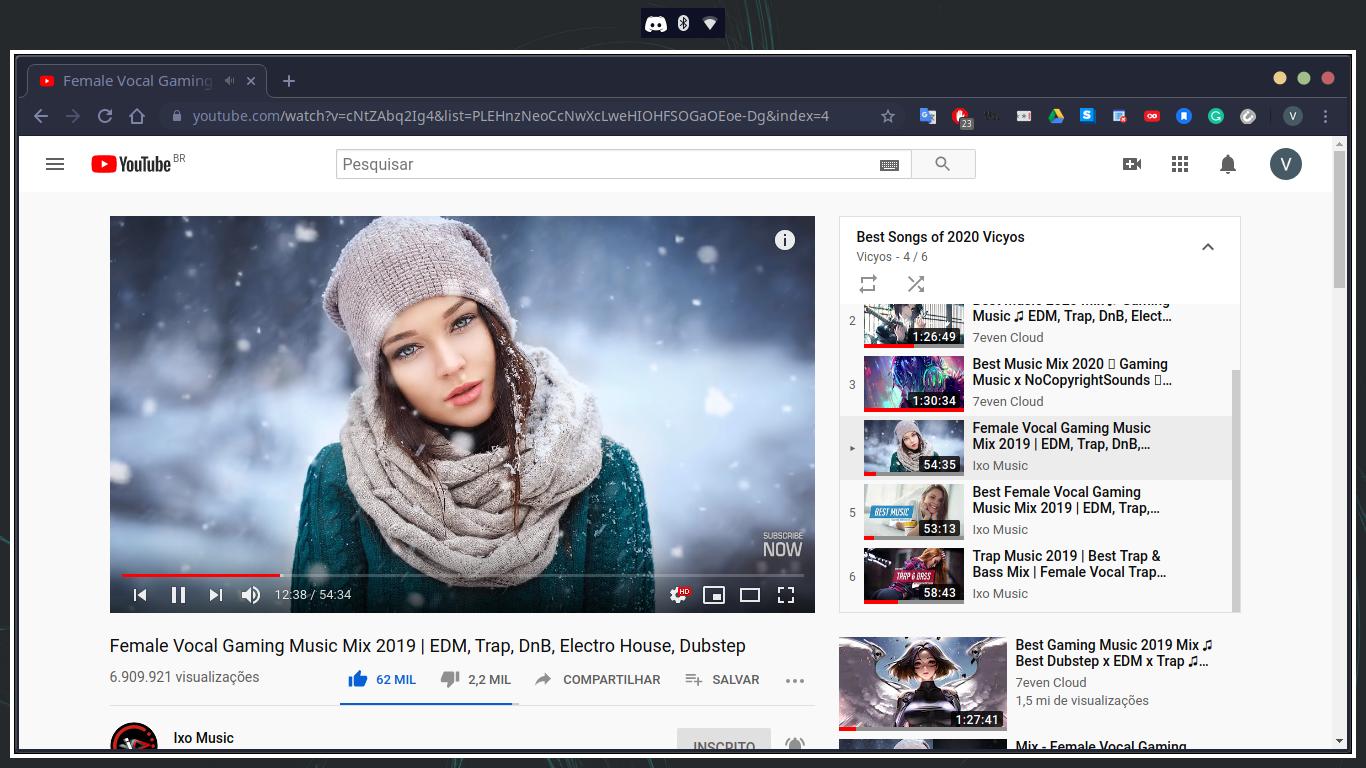 Female Vocal Gaming
youtube.com/watch?v=cNtZAbq2Ig4&list=PLEHnzNeoCcNwXcLweHIOHFSOGaOEoe-Dg&index=4
23
V
YouTube BR
Pesquisar
V
SUBSCRIBE
NOW
12:38 / 54:34
HD
Female Vocal Gaming Music Mix 2019 | EDM, Trap, DnB, Electro House, Dubstep
6.909.921 visualizações
62 MIL
2,2 MIL
COMPARTILHAR
SALVAR
Ixo Music
INSCRITO
Best Songs of 2020 Vicyos
Vicyos - 4 / 6
2
1:26:49
Music ♫ EDM, Trap, DnB, Elect...
7even Cloud
3
1:30:34
Best Music Mix 2020 Gaming
Music x NoCopyrightSounds ...
7even Cloud
54:35
Female Vocal Gaming Music
Mix 2019 | EDM, Trap, DnB,...
Ixo Music
5
BEST MUSIC
53:13
Best Female Vocal Gaming
Music Mix 2019 | EDM, Trap,...
Ixo Music
6
TRAP & BASS
58:43
Trap Music 2019 | Best Trap &
Bass Mix | Female Vocal Trap...
Ixo Music
1:27:41
Best Gaming Music 2019 Mix ♫
Best Dubstep x EDM x Trap ♫...
7even Cloud
1,5 mi de visualizações
Mix - Female Vocal Gaming